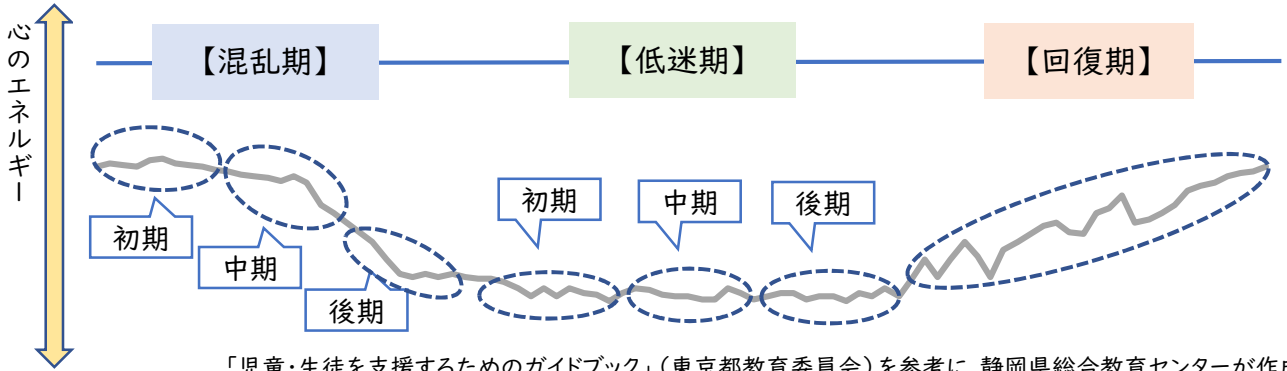 心のエネルギー
【混乱期】
【低迷期】
【回復期】
初期
中期
後期
初期
中期
後期
「児童・生徒を支援するためのガイドブック」（東京都教育委員会）を参考に、静岡県総合教育センターが作成